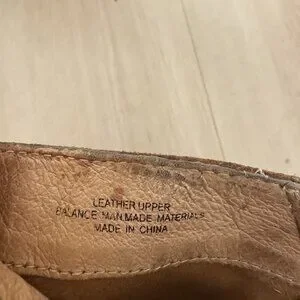 LEATHER UPPER
BALANCE MAN.MADE MATERIALS
MADE IN CHINA